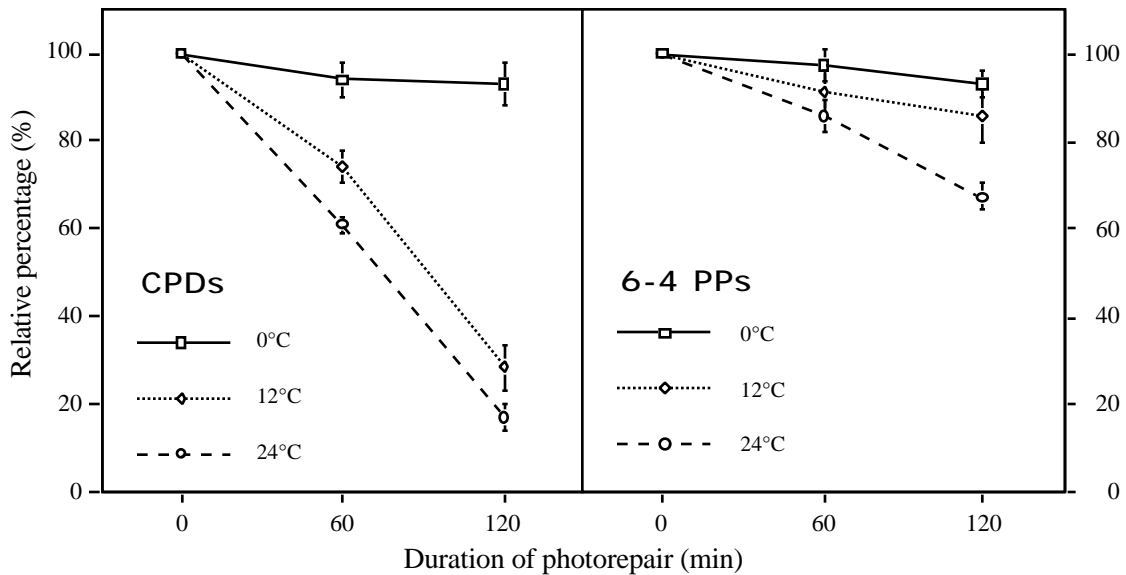 Relative percentage (%)
100
80
60
40
20
0
CPDs
0°C
12°C
24°C
0
60
120
6-4 PPs
0°C
12°C
24°C
0
60
120
100
80
60
40
20
0
Duration of photorepair (min)